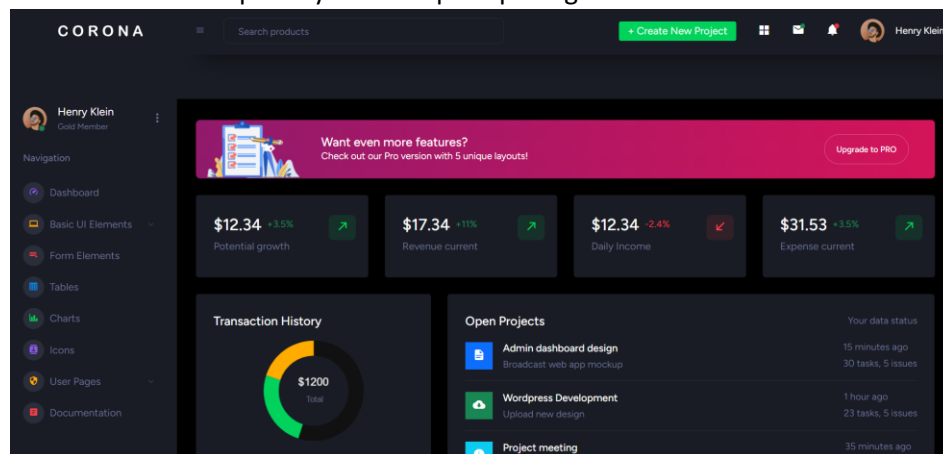 CORONA
Search products
+ Create New Project
Henry Klein
Henry Klein
Gold Member
Navigation
Dashboard
Basic UI Elements
Form Elements
Tables
Charts
Icons
User Pages
Documentation
Want even more features?
Check out our Pro version with 5 unique layouts!
Upgrade to PRO
$12.34 +3.5%
Potential growth
$17.34 +11%
Revenue current
$12.34 -2.4%
Daily Income
$31.53 +3.5%
Expense current
Transaction History
$1200
Total
Open Projects
Your data status
Admin dashboard design
Broadcast web app mockup
15 minutes ago
30 tasks, 5 issues
Wordpress Development
Upload new design
1 hour ago
23 tasks, 5 issues
Project meeting
35 minutes ago